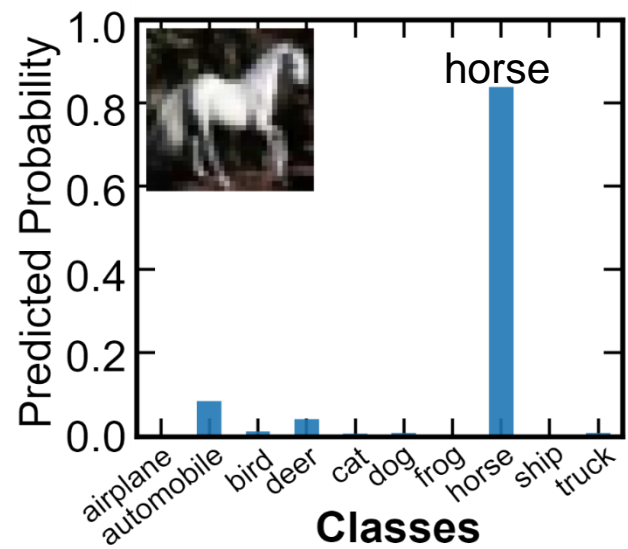 Predicted Probability
1.0
0.8
0.6
0.4
0.2
0.0
horse
airplane
automobile
bird
deer
cat
dog
frog
horse
ship
truck
Classes